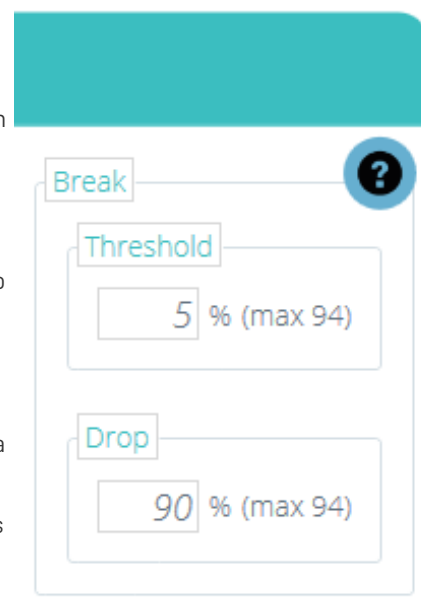 ?
Break
Threshold
5 % (max 94)
Drop
90 % (max 94)